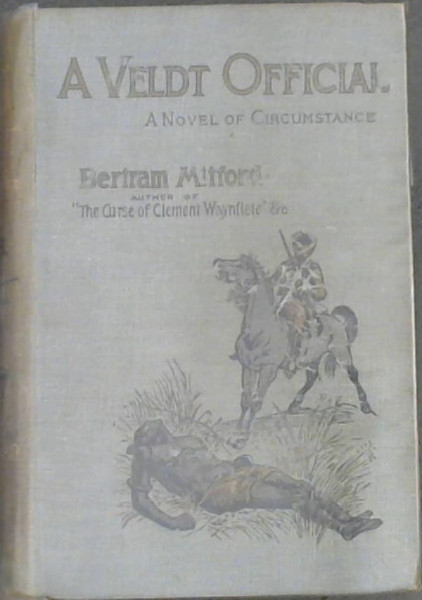 A VELDT OFFICIAL.
A NOVEL OF CIRCUMSTANCE
Bertram Mitford.
AUTHOR OF
"The Curse of Clement Waynflete" &c